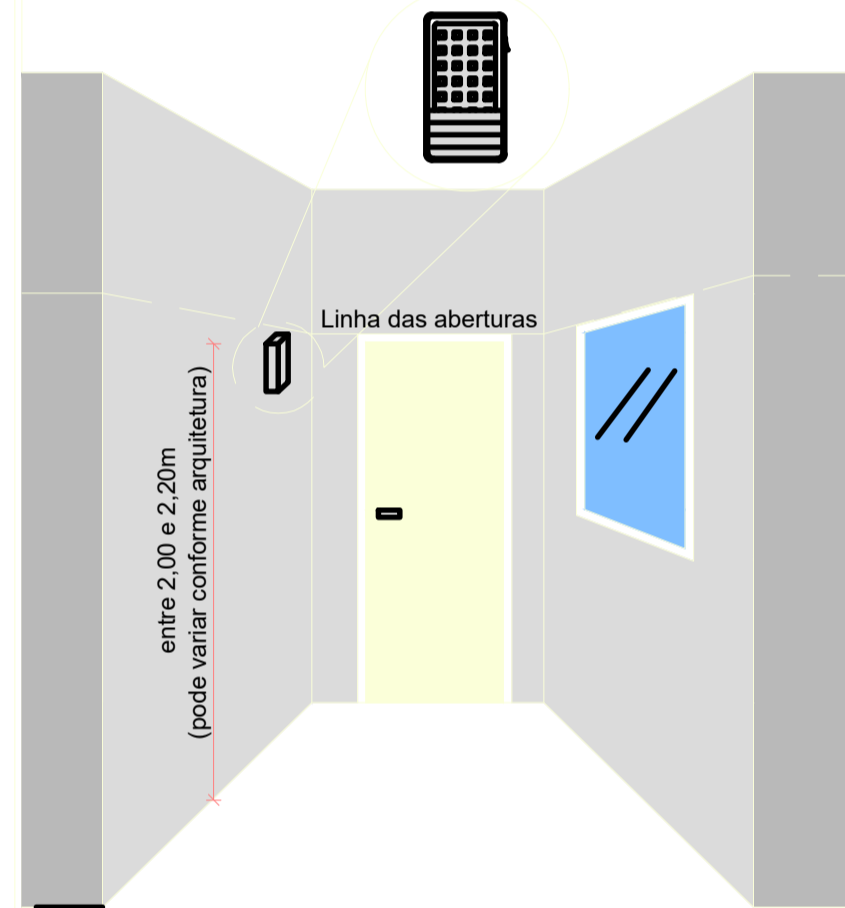 Linha das aberturas
entre 2,00 e 2,20m
(pode variar conforme arquitetura)